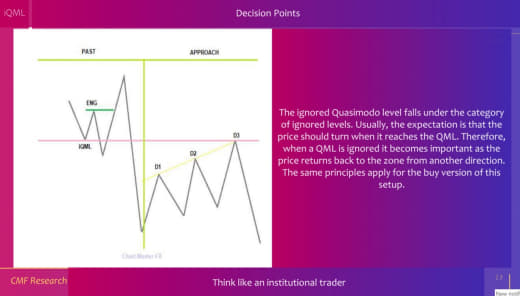 iQML
Decision Points
PAST
APPROACH
ENG
iQML
D1
D2
D3
Chart Master FX
The ignored Quasimodo level falls under the category
of ignored levels. Usually, the expectation is that the
price should turn when it reaches the QML. Therefore,
when a QML is ignored it becomes important as the
price returns back to the zone from another direction.
The same principles apply for the buy version of this
setup.
CMF Research
Think like an institutional trader